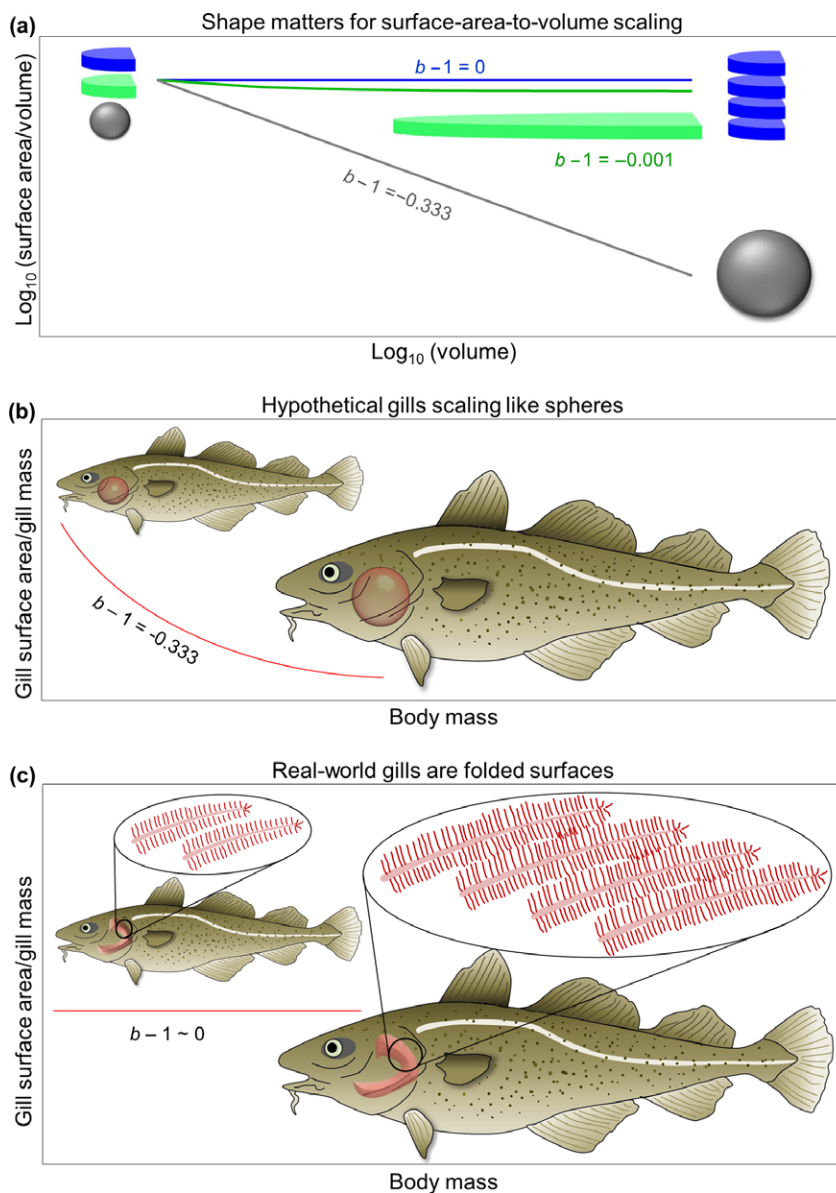 (a) Shape matters for surface-area-to-volume scaling
Log10 (surface area/volume)
b – 1 = 0
b – 1 = –0.001
b – 1 =–0.333
Log10 (volume)
(b) Hypothetical gills scaling like spheres
Gill surface area/gill mass
b – 1 = -0.333
Body mass
(c) Real-world gills are folded surfaces
Gill surface area/gill mass
b – 1 ~ 0
Body mass